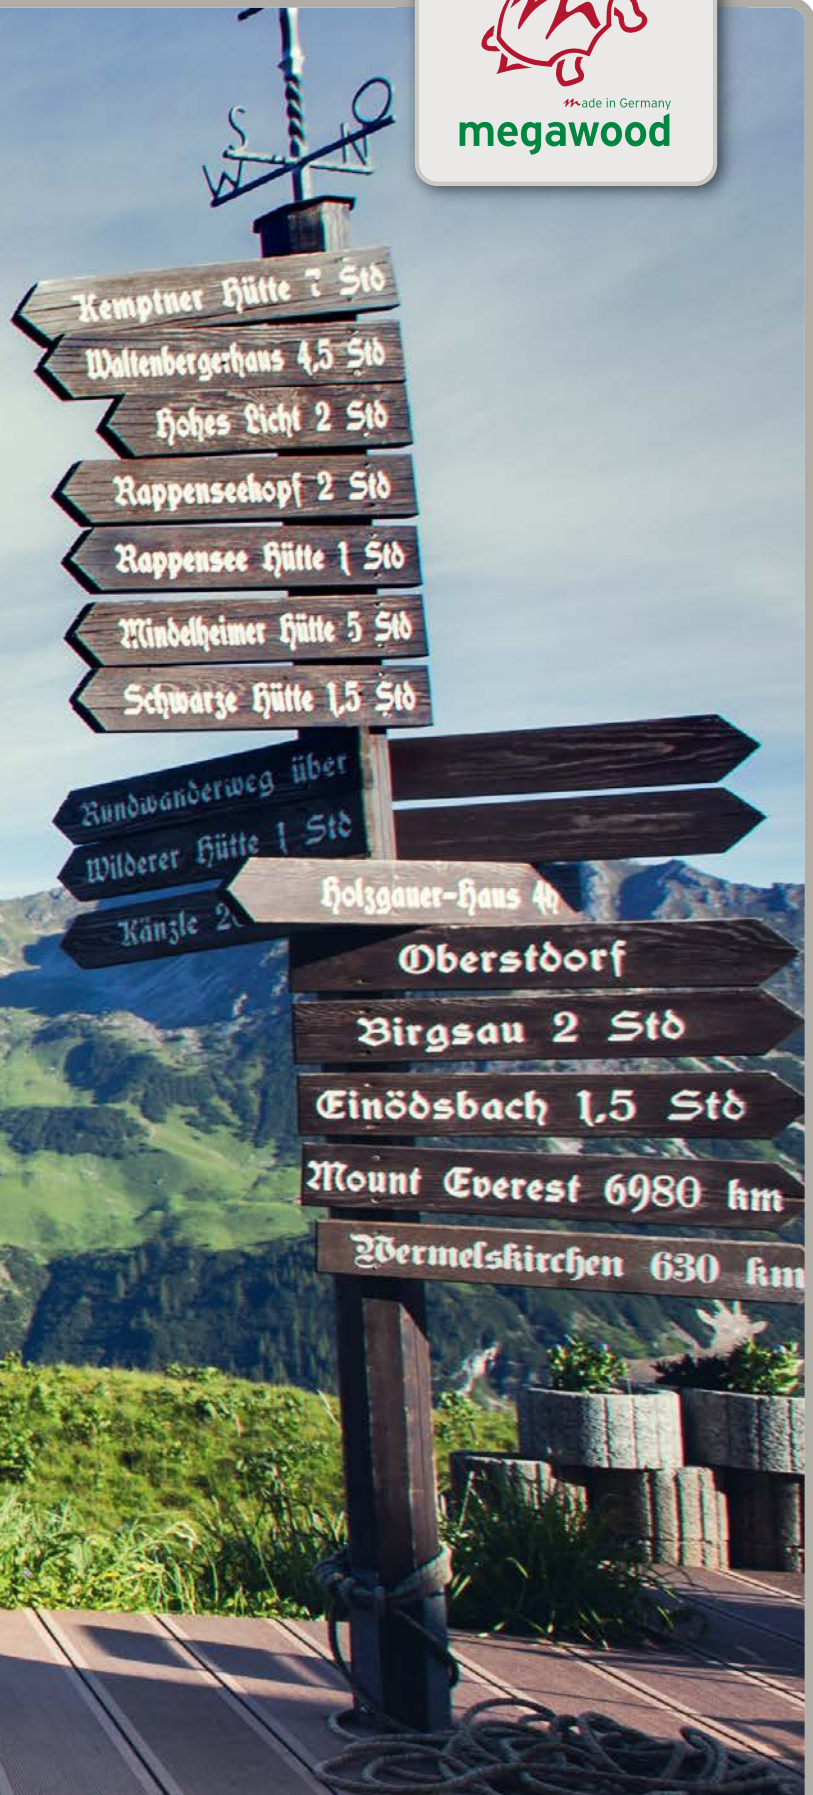 made in Germany
megawood
S
O
W
N
Kemptner Hütte 7 Std
Waltenbergerhaus 4,5 Std
Hohes Licht 2 Std
Rappenseekopf 2 Std
Rappensee Hütte 1 Std
Mindelheimer Hütte 5 Std
Schwarze Hütte 1,5 Std
Rundwanderweg über
Wilderer Hütte 1 Std
Känzle
Holzgauer-Haus 4h
Oberstdorf
Birgsau 2 Std
Einödsbach 1,5 Std
Mount Everest 6980 km
Wermelskirchen 630 km